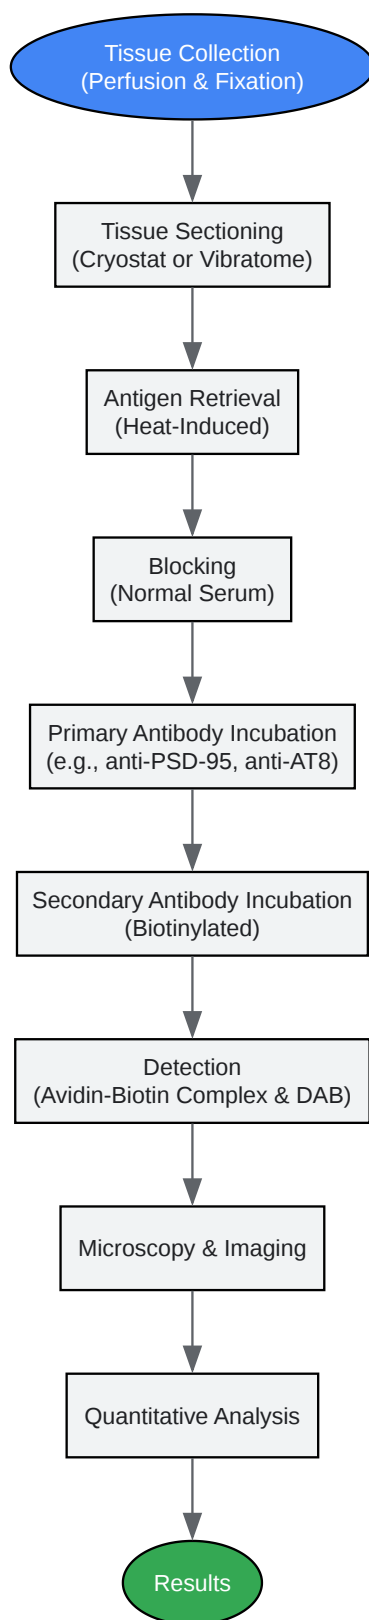 Tissue Collection
(Perfusion & Fixation)
Tissue Sectioning
(Cryostat or Vibratome)
Antigen Retrieval
(Heat-Induced)
Blocking
(Normal Serum)
Primary Antibody Incubation
(e.g., anti-PSD-95, anti-AT8)
Secondary Antibody Incubation
(Biotinylated)
Detection
(Avidin-Biotin Complex & DAB)
Microscopy & Imaging
Quantitative Analysis
Results